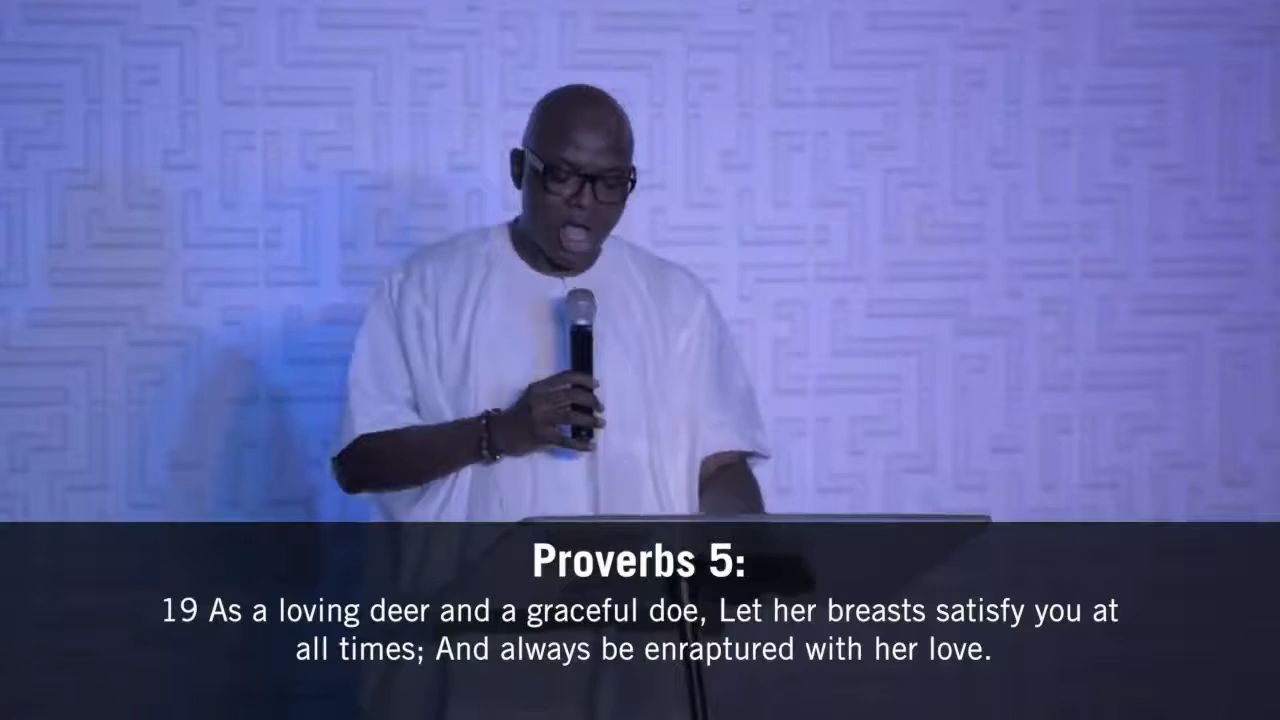 Proverbs 5:
19 As a loving deer and a graceful doe, Let her breasts satisfy you at
all times; And always be enraptured with her love.